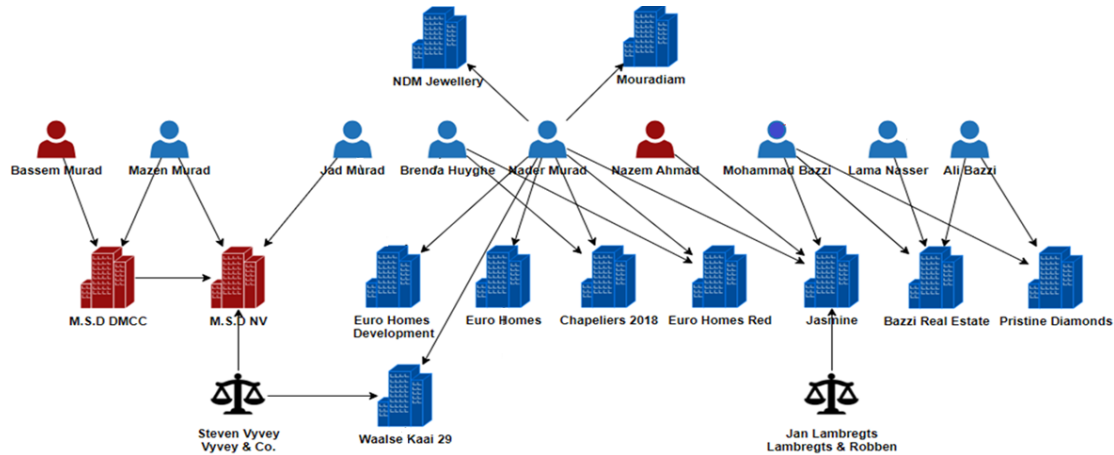 NDM Jewellery
Mouradiam
Bassem Murad
Mazen Murad
Jad Murad
Brenda Huyghe
Nader Murad
Nazem Ahmad
Mohammad Bazzi
Lama Nasser
Ali Bazzi
M.S.D DMCC
M.S.D NV
Euro Homes
Development
Euro Homes
Chapeliers 2018
Euro Homes Red
Jasmine
Bazzi Real Estate
Pristine Diamonds
Steven Vyvey
Vyvey & Co.
Waalse Kaai 29
Jan Lambregts
Lambregts & Robben